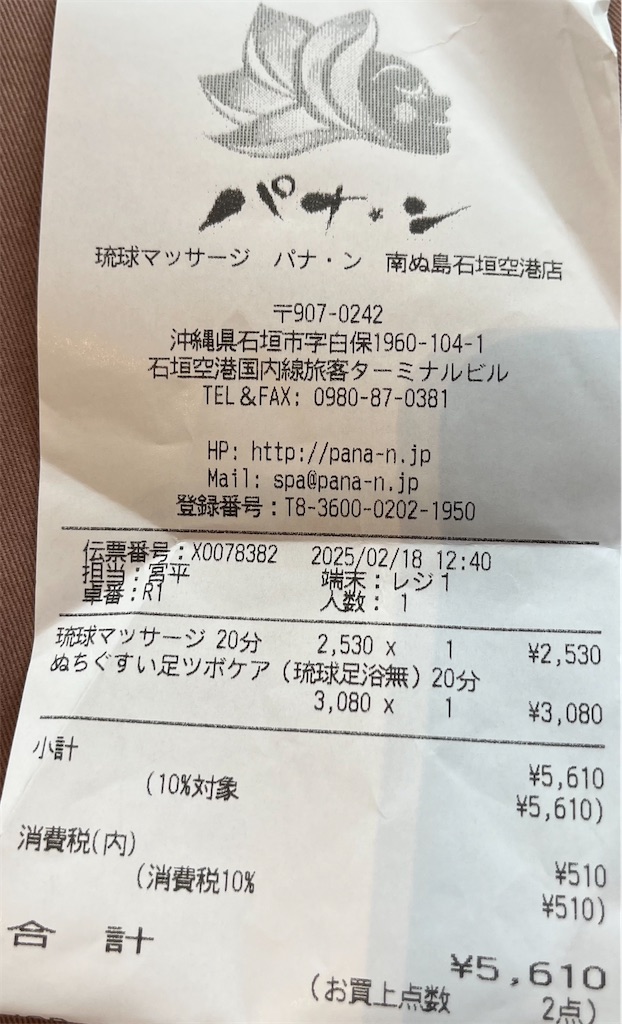 パナ・ン
琉球マッサージ パナ・ン 南ぬ島石垣空港店
〒907-0242
沖縄県石垣市字白保1960-104-1
石垣空港国内線旅客ターミナルビル
TEL&FAX: 0980-87-0381
HP: http://pana-n.jp
Mail: spa@pana-n.jp
登録番号:T8-3600-0202-1950
伝票番号:X0078382 2025/02/18 12:40
担当:宮平 端末:レジ1
卓番:R1 人数: 1
琉球マッサージ 20分 2,530 x 1 ¥2,530
ぬちぐすい足ツボケア(琉球足浴無)20分
3,080 x 1 ¥3,080
小計 ¥5,610
(10%対象 ¥5,610)
消費税(内) ¥510
(消費税10% ¥510)
合 計 ¥5,610
(お買上点数 2点)